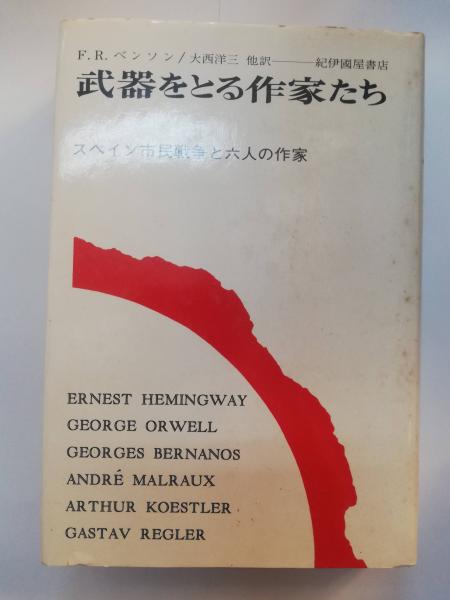 F.R.ベンソン/大西洋三 他訳──紀伊國屋書店
武器をとる作家たち
スペイン市民戦争と六人の作家
ERNEST HEMINGWAY
GEORGE ORWELL
GEORGES BERNANOS
ANDRÉ MALRAUX
ARTHUR KOESTLER
GASTAV REGLER